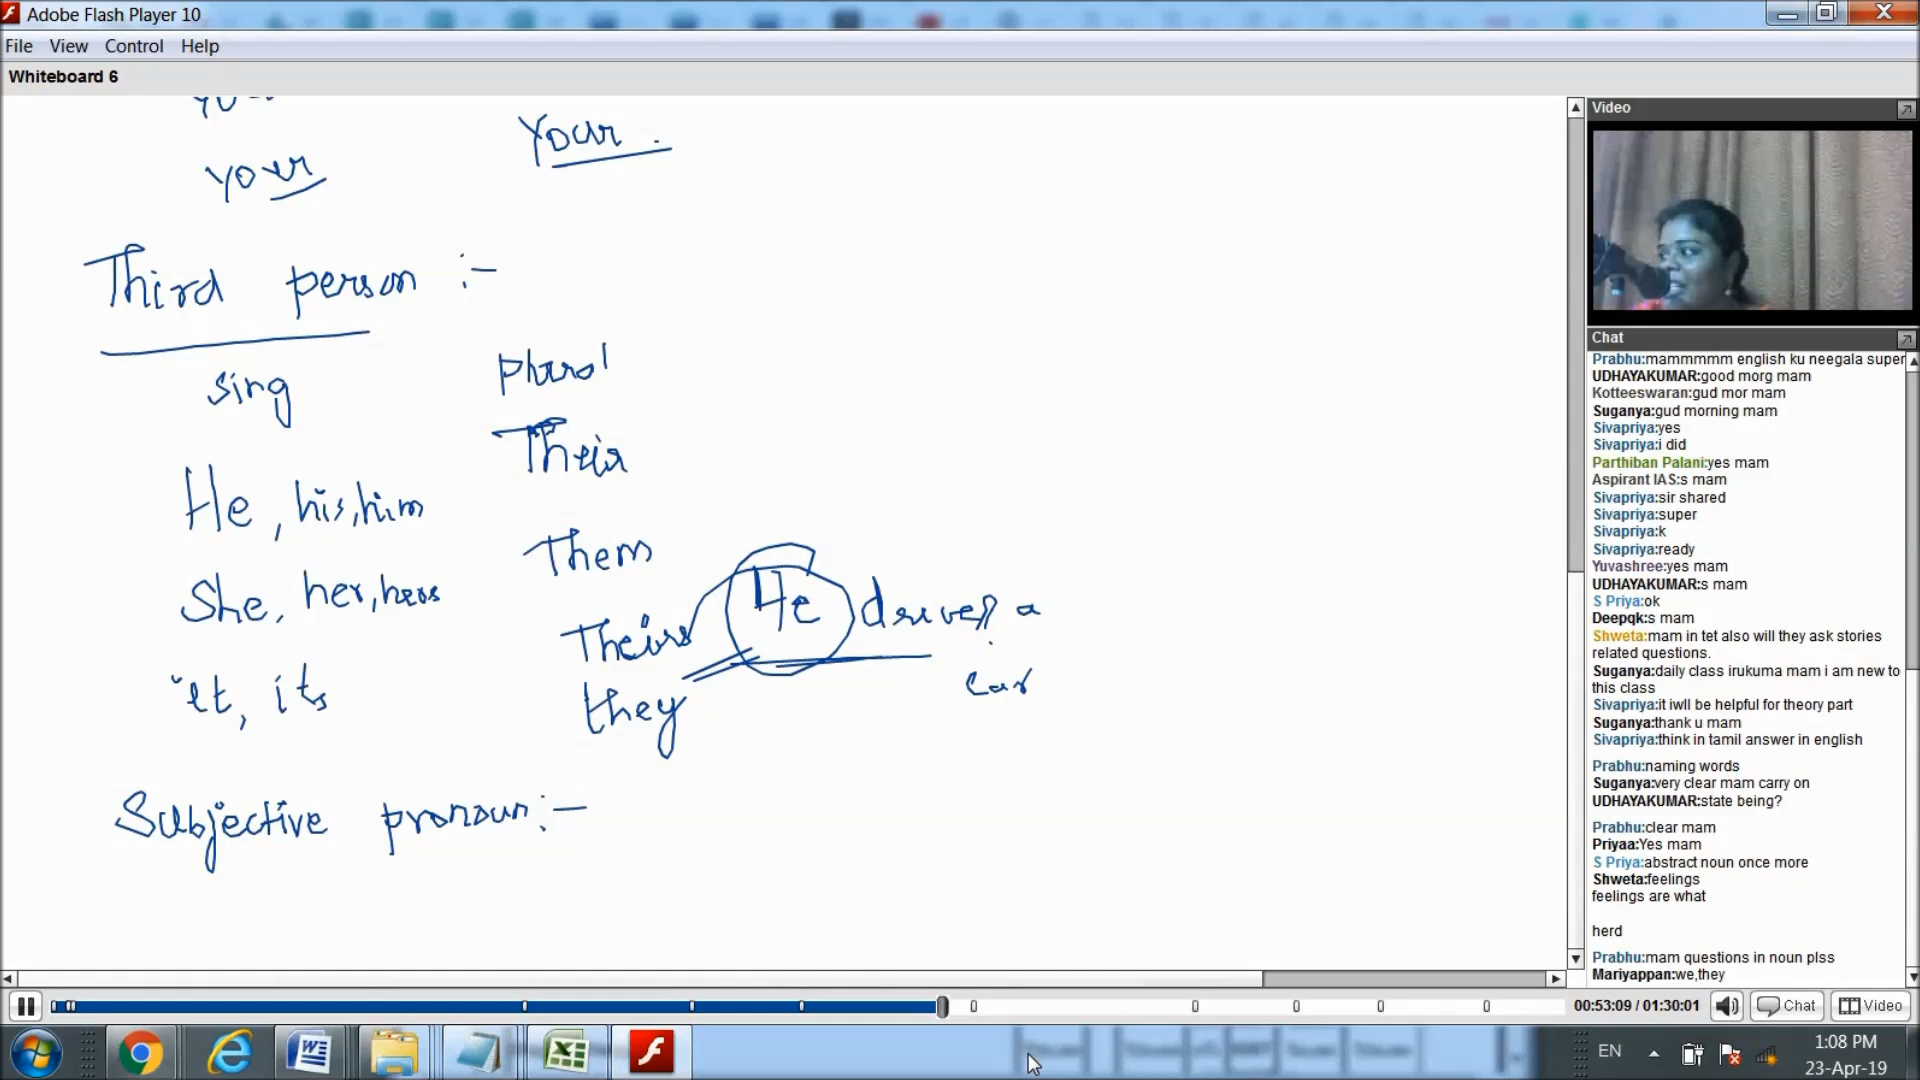 Adobe Flash Player 10
File View Control Help
Whiteboard 6
your
Your .
Third person :-
sing
plural
Their
He, his, him
Them
She, her, hers
Theirs
He drives a
car
it, its
they
Subjective pronoun :-
Video
Chat
Prabhu:mammmmm english ku neegala super
UDHAYAKUMAR:good morg mam
Kotteeswaran:gud mor mam
Suganya:gud morning mam
Sivapriya:yes
Sivapriya:i did
Parthiban Palani:yes mam
Aspirant IAS:s mam
Sivapriya:sir shared
Sivapriya:super
Sivapriya:k
Sivapriya:ready
Yuvashree:yes mam
UDHAYAKUMAR:s mam
S Priya:ok
Deepqk:s mam
Shweta:mam in tet also will they ask stories
related questions.
Suganya:daily class irukuma mam i am new to
this class
Sivapriya:it iwll be helpful for theory part
Suganya:thank u mam
Sivapriya:think in tamil answer in english
Prabhu:naming words
Suganya:very clear mam carry on
UDHAYAKUMAR:state being?
Prabhu:clear mam
Priyaa:Yes mam
S Priya:abstract noun once more
Shweta:feelings
feelings are what
herd
Prabhu:mam questions in noun plss
Mariyappan:we,they
00:53:09 / 01:30:01
Chat
Video
EN
1:08 PM
23-Apr-19